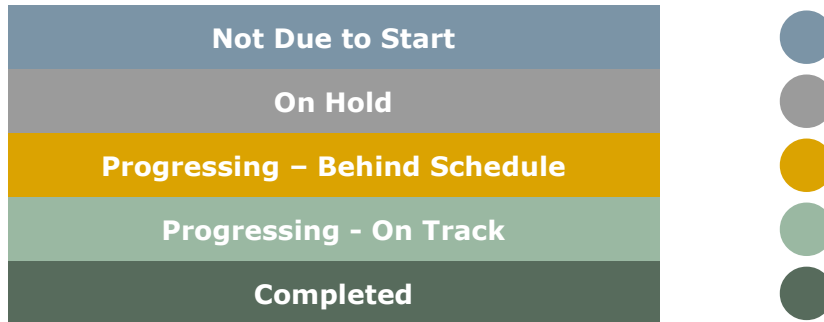 Not Due to Start
On Hold
Progressing – Behind Schedule
Progressing - On Track
Completed